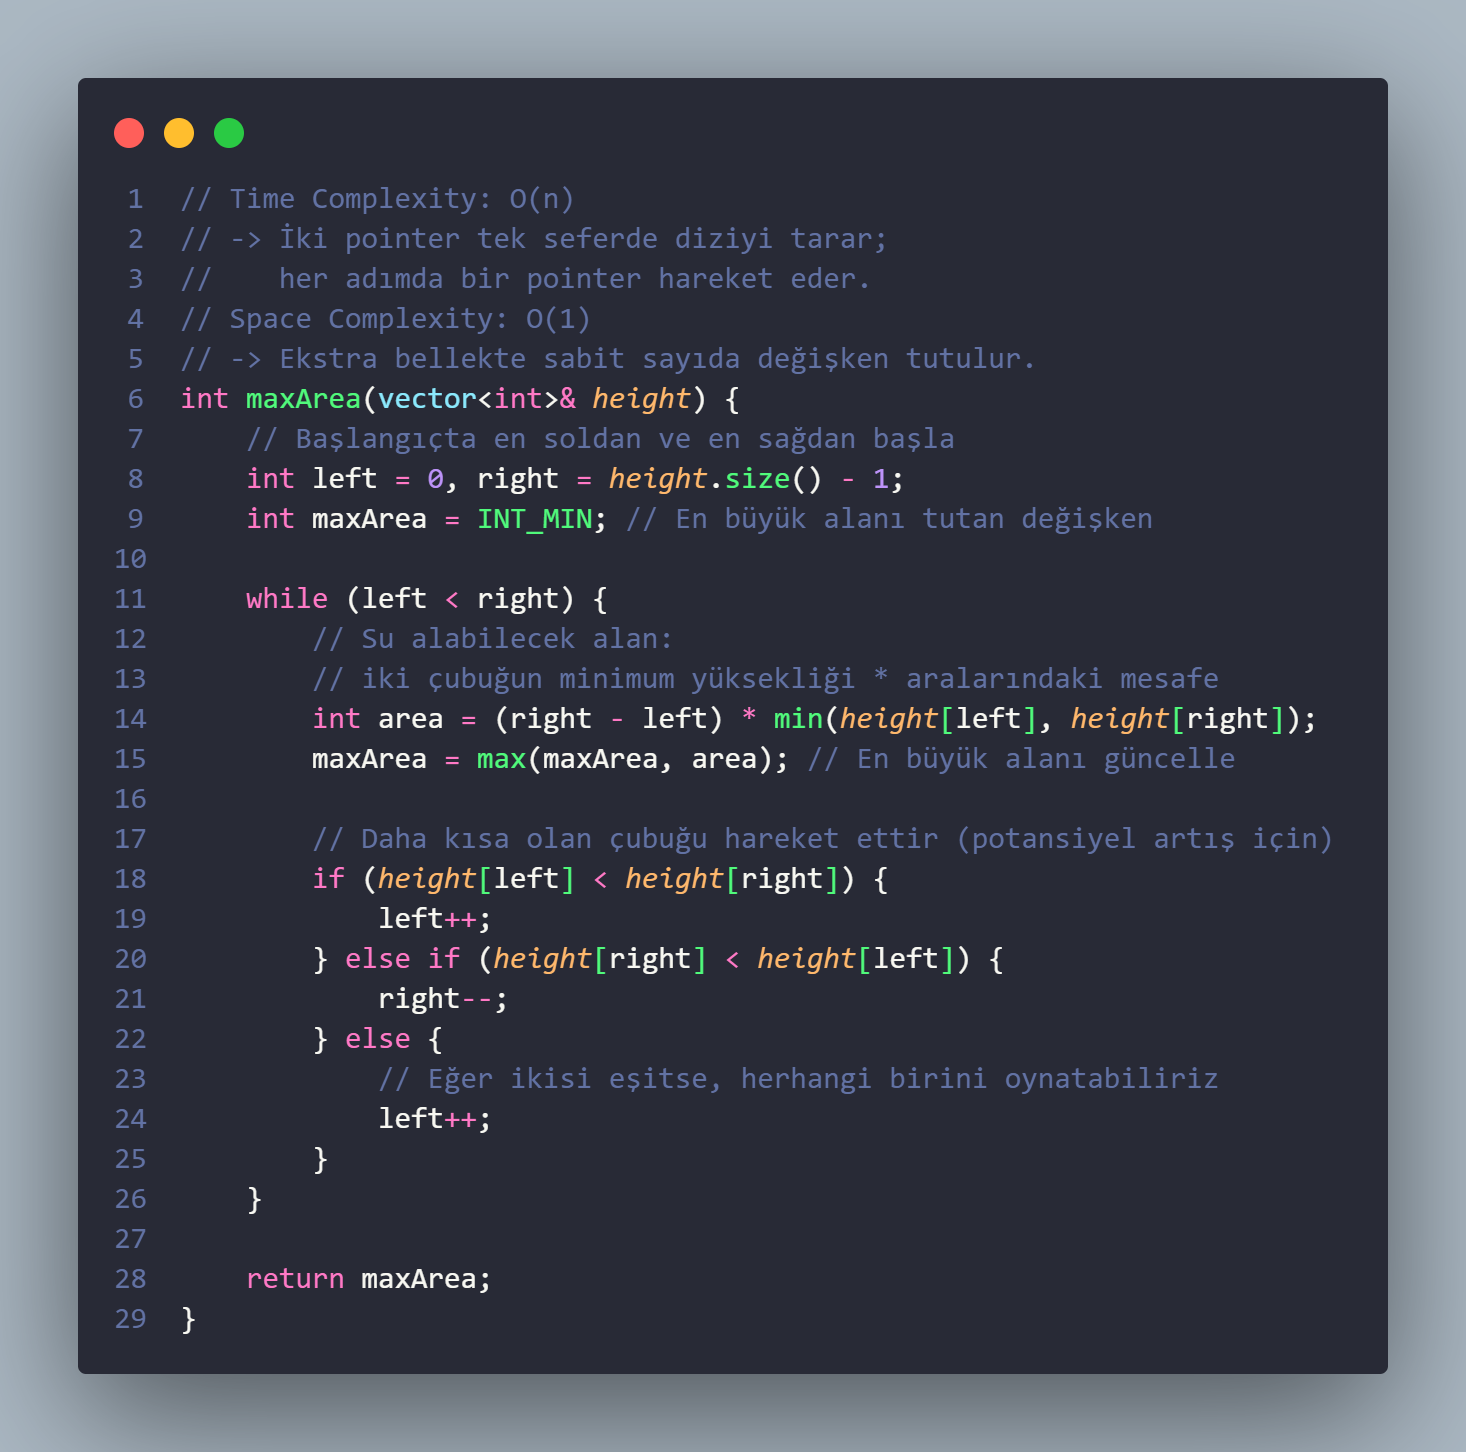 1 // Time Complexity: O(n)
2 // -> İki pointer tek seferde diziyi tarar;
3 //    her adımda bir pointer hareket eder.
4 // Space Complexity: O(1)
5 // -> Ekstra bellekte sabit sayıda değişken tutulur.
6 int maxArea(vector<int>& height) {
7     // Başlangıçta en soldan ve en sağdan başla
8     int left = 0, right = height.size() - 1;
9     int maxArea = INT_MIN; // En büyük alanı tutan değişken
10
11     while (left < right) {
12         // Su alabilecek alan:
13         // iki çubuğun minimum yüksekliği * aralarındaki mesafe
14         int area = (right - left) * min(height[left], height[right]);
15         maxArea = max(maxArea, area); // En büyük alanı güncelle
16
17         // Daha kısa olan çubuğu hareket ettir (potansiyel artış için)
18         if (height[left] < height[right]) {
19             left++;
20         } else if (height[right] < height[left]) {
21             right--;
22         } else {
23             // Eğer ikisi eşitse, herhangi birini oynatabiliriz
24             left++;
25         }
26     }
27
28     return maxArea;
29 }